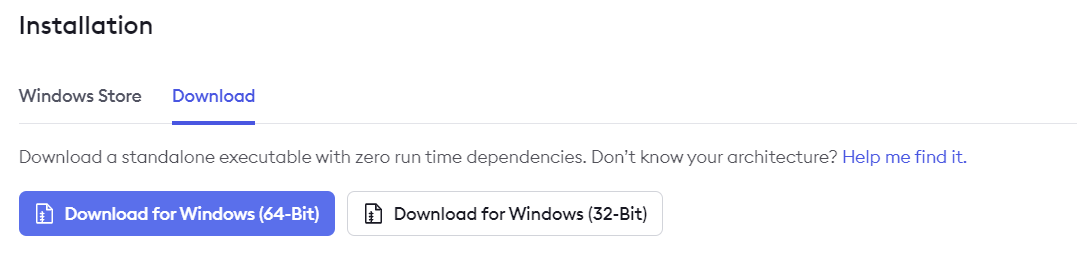 Installation
Windows Store Download
Download a standalone executable with zero run time dependencies. Don’t know your architecture? Help me find it.
Download for Windows (64-Bit) Download for Windows (32-Bit)